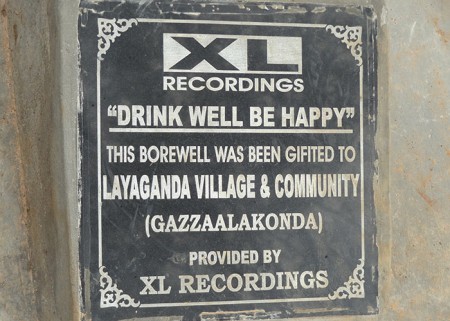 XL
RECORDINGS
"DRINK WELL BE HAPPY"
THIS BOREWELL WAS BEEN GIFITED TO
LAYAGANDA VILLAGE & COMMUNITY
(GAZZAALAKONDA)
PROVIDED BY
XL RECORDINGS